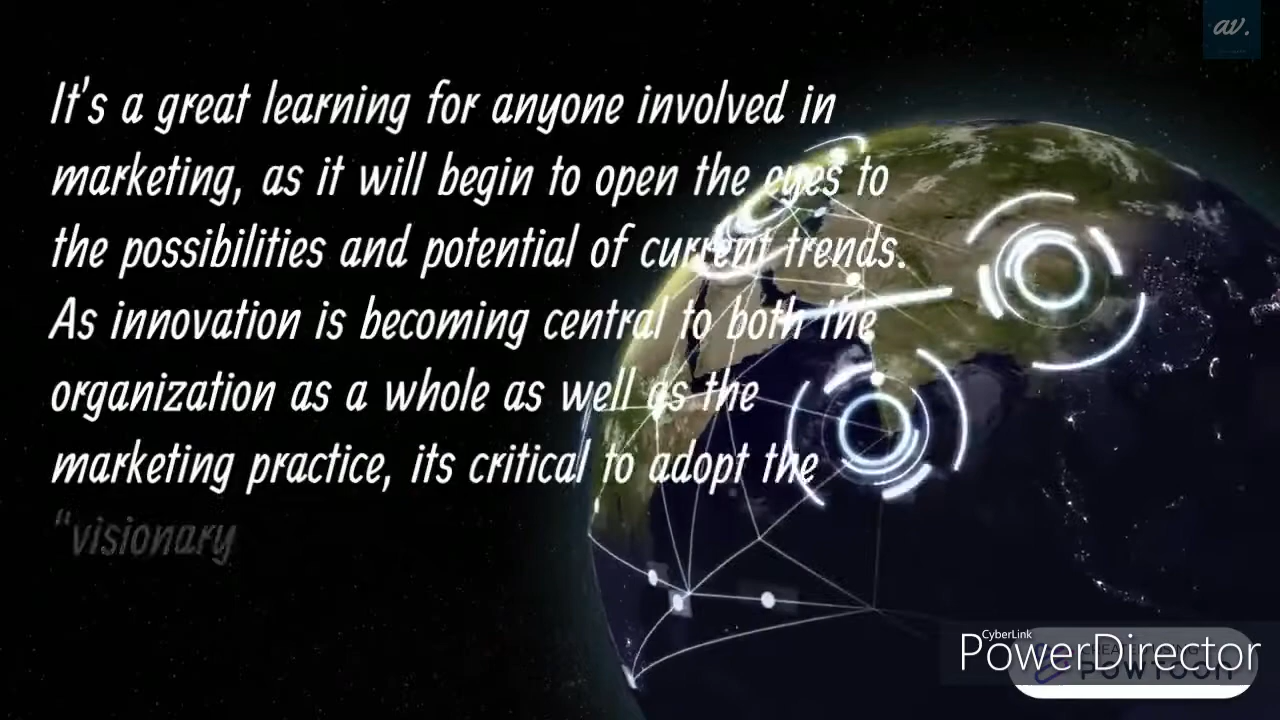 av.
It's a great learning for anyone involved in
marketing, as it will begin to open the eyes to
the possibilities and potential of current trends.
As innovation is becoming central to both the
organization as a whole as well as the
marketing practice, its critical to adopt the
“visionary
CyberLink
PowerDirector
POWTOON